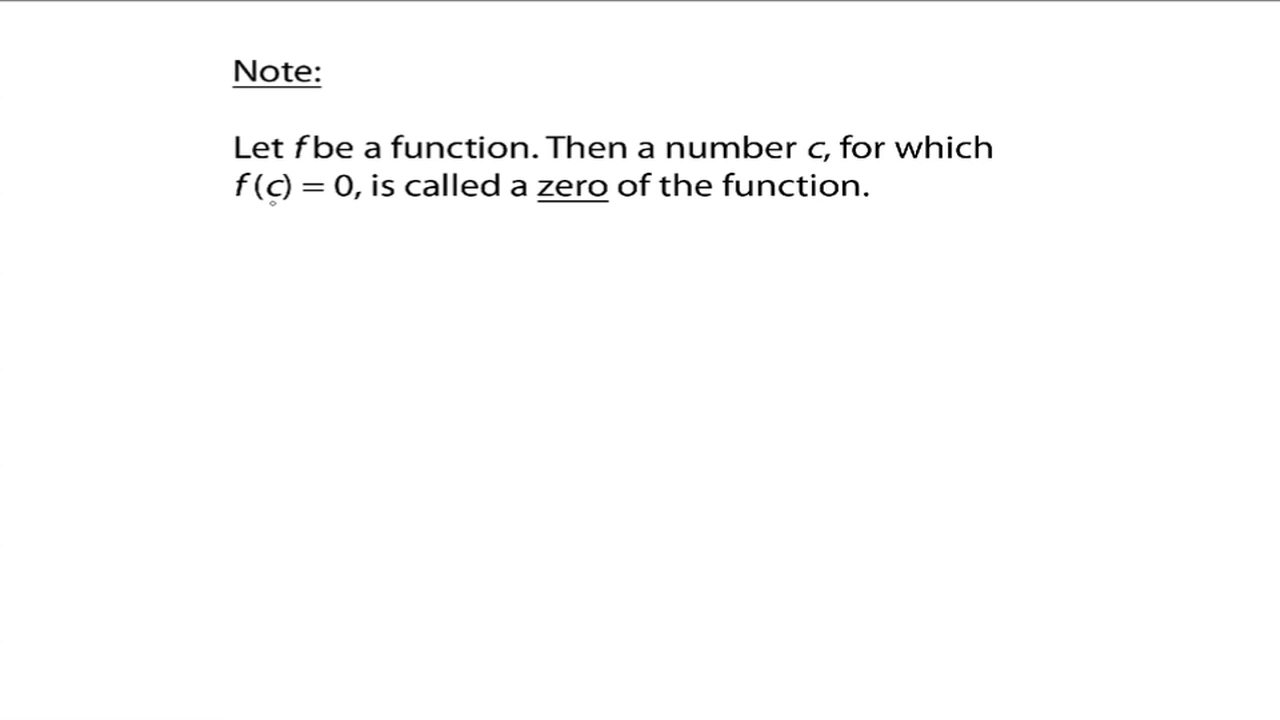 Note:
Let f be a function. Then a number c, for which
f (c) = 0, is called a zero of the function.